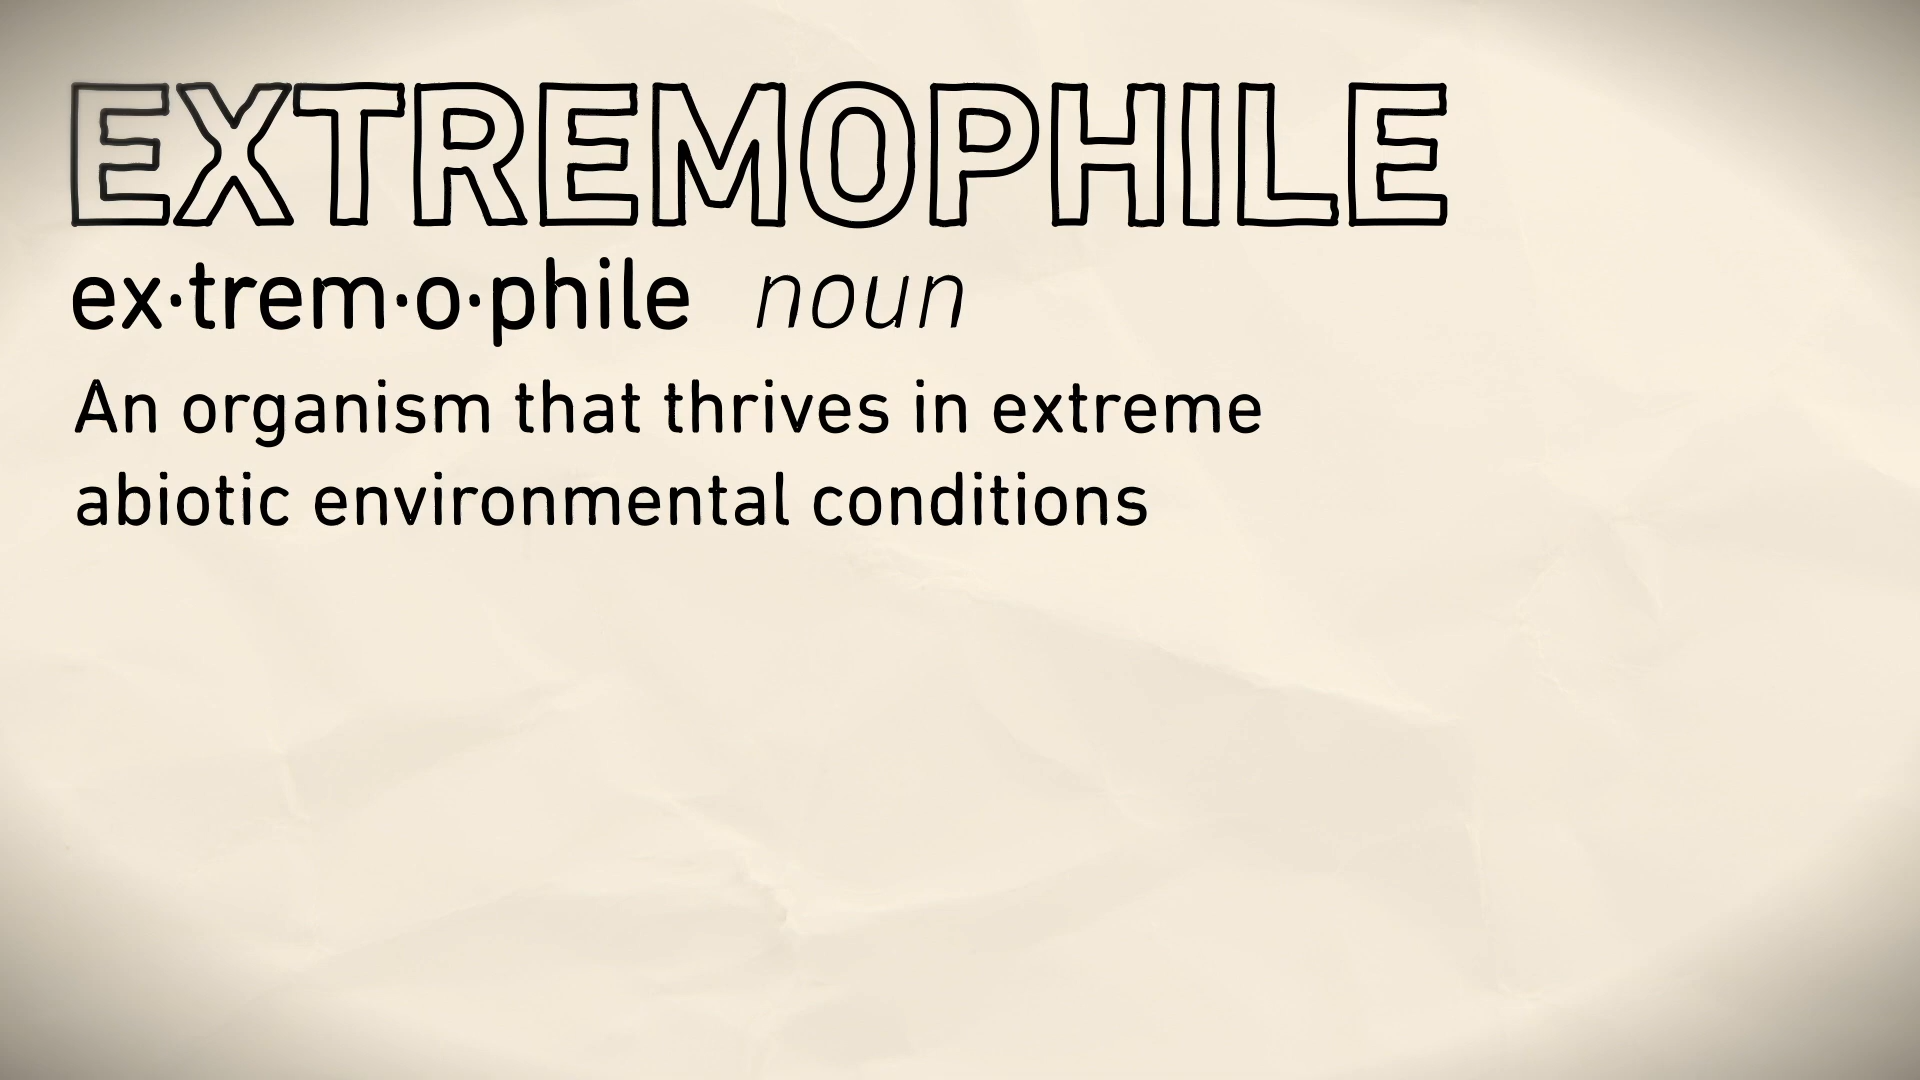 EXTREMOPHILE
ex·trem·o·phile noun
An organism that thrives in extreme
abiotic environmental conditions